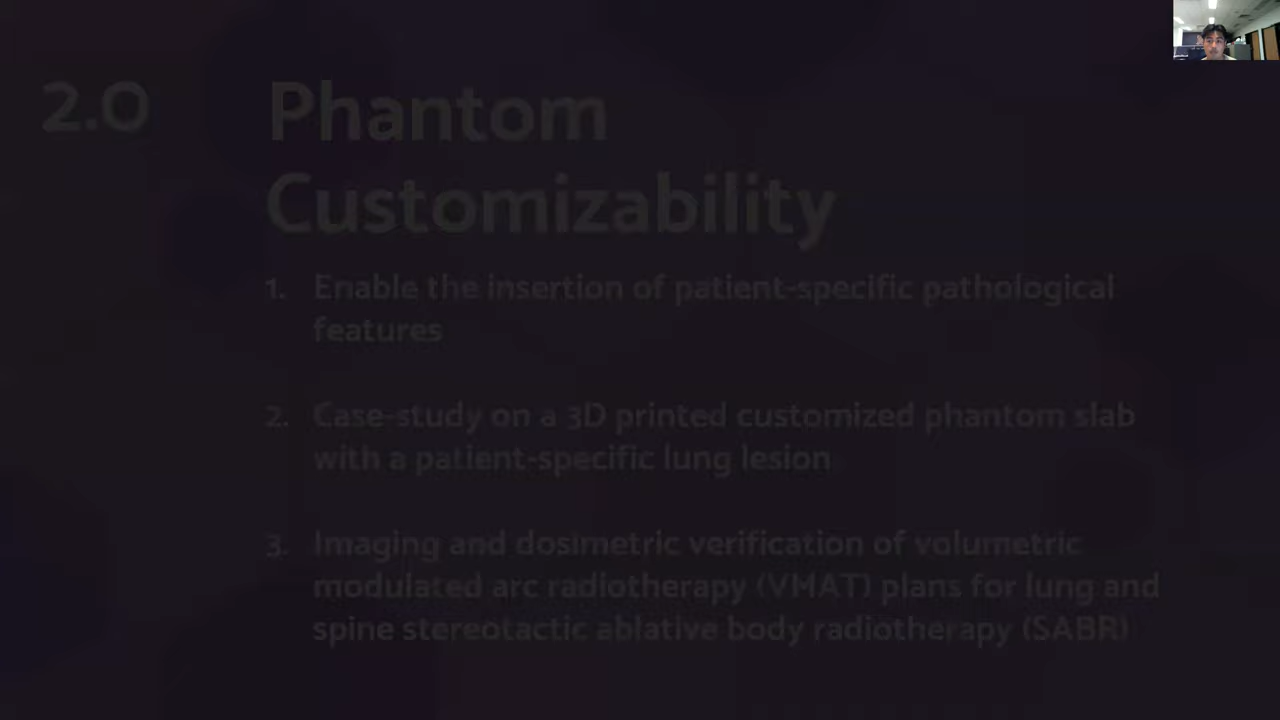 2.0
Phantom
Customizability
1. Enable the insertion of patient-specific pathological
features
2. Case-study on a 3D printed customized phantom slab
with a patient-specific lung lesion
3. Imaging and dosimetric verification of volumetric
modulated arc radiotherapy (VMAT) plans for lung and
spine stereotactic ablative body radiotherapy (SABR)